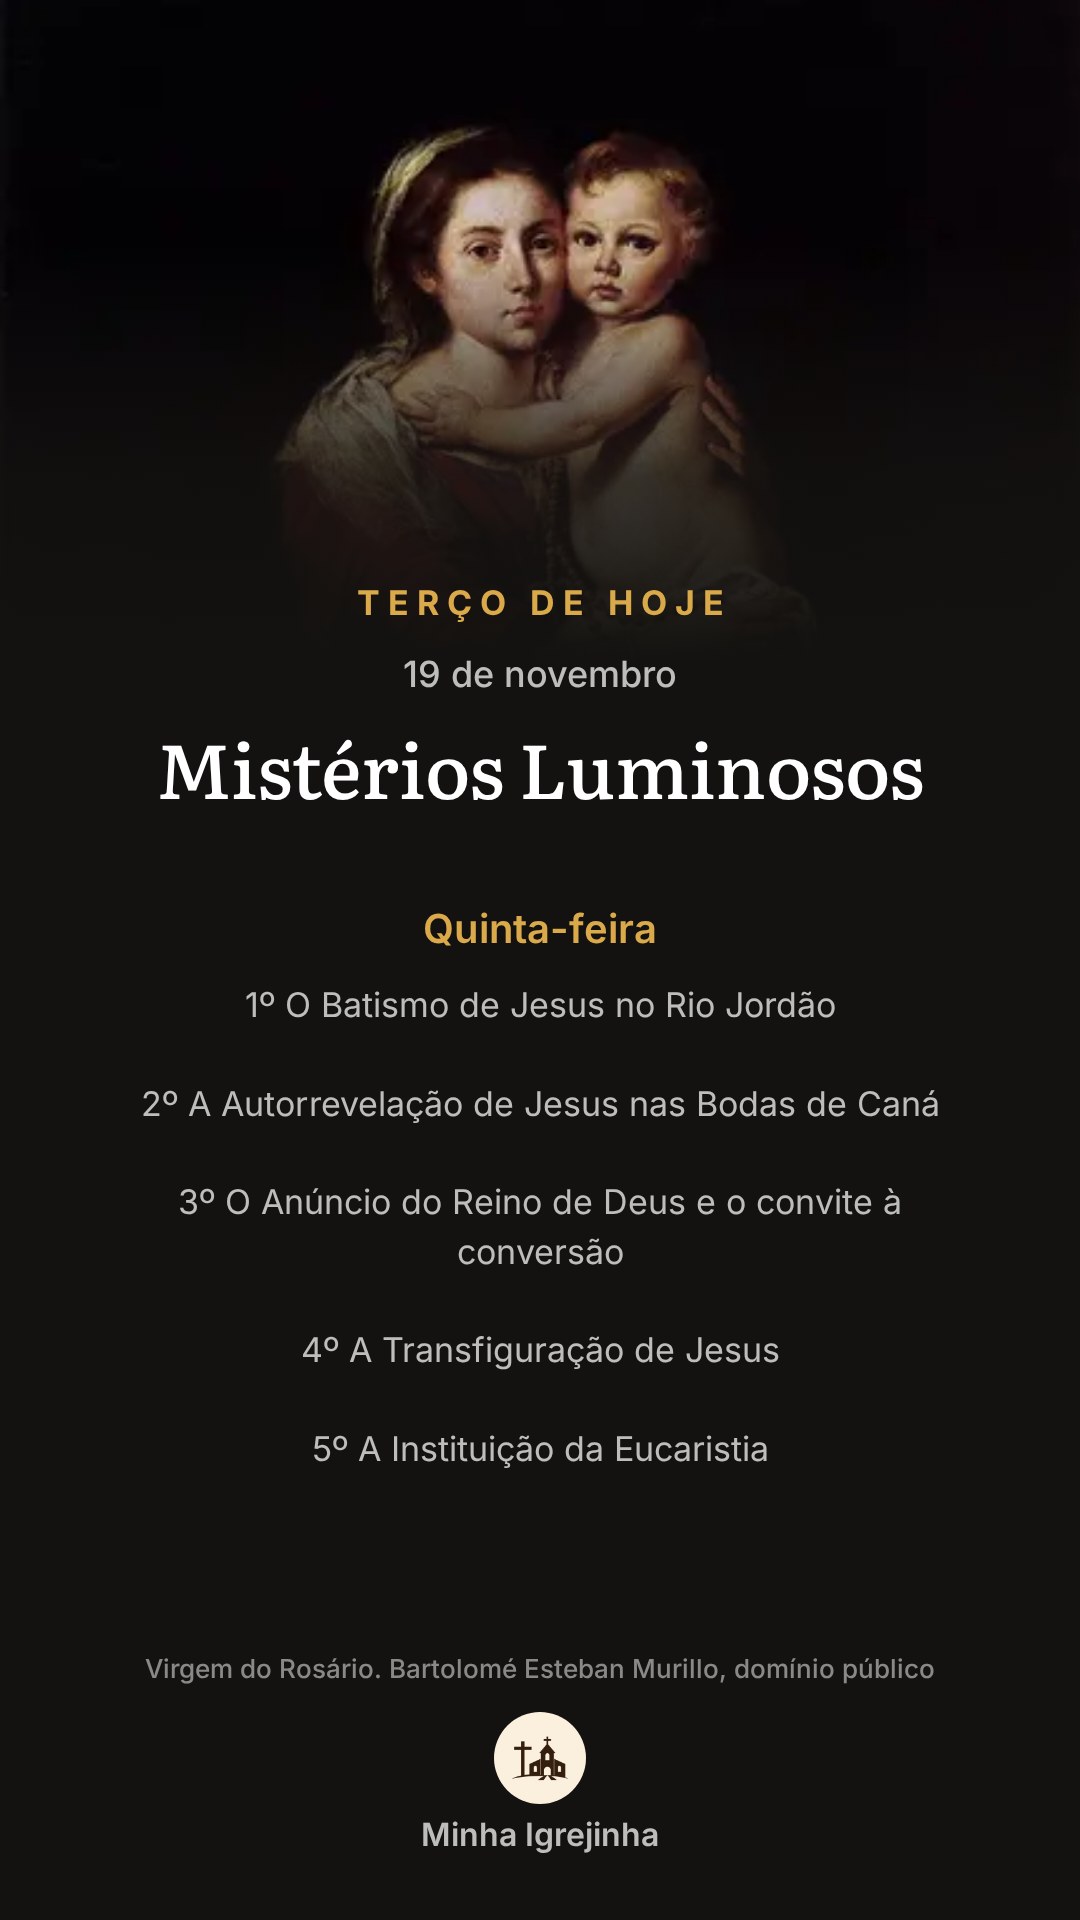 TERÇO DE HOJE
19 de novembro
Mistérios Luminosos
Quinta-feira
1º O Batismo de Jesus no Rio Jordão
2º A Autorrevelação de Jesus nas Bodas de Caná
3º O Anúncio do Reino de Deus e o convite à
conversão
4º A Transfiguração de Jesus
5º A Instituição da Eucaristia
Virgem do Rosário. Bartolomé Esteban Murillo, domínio público
Minha Igrejinha